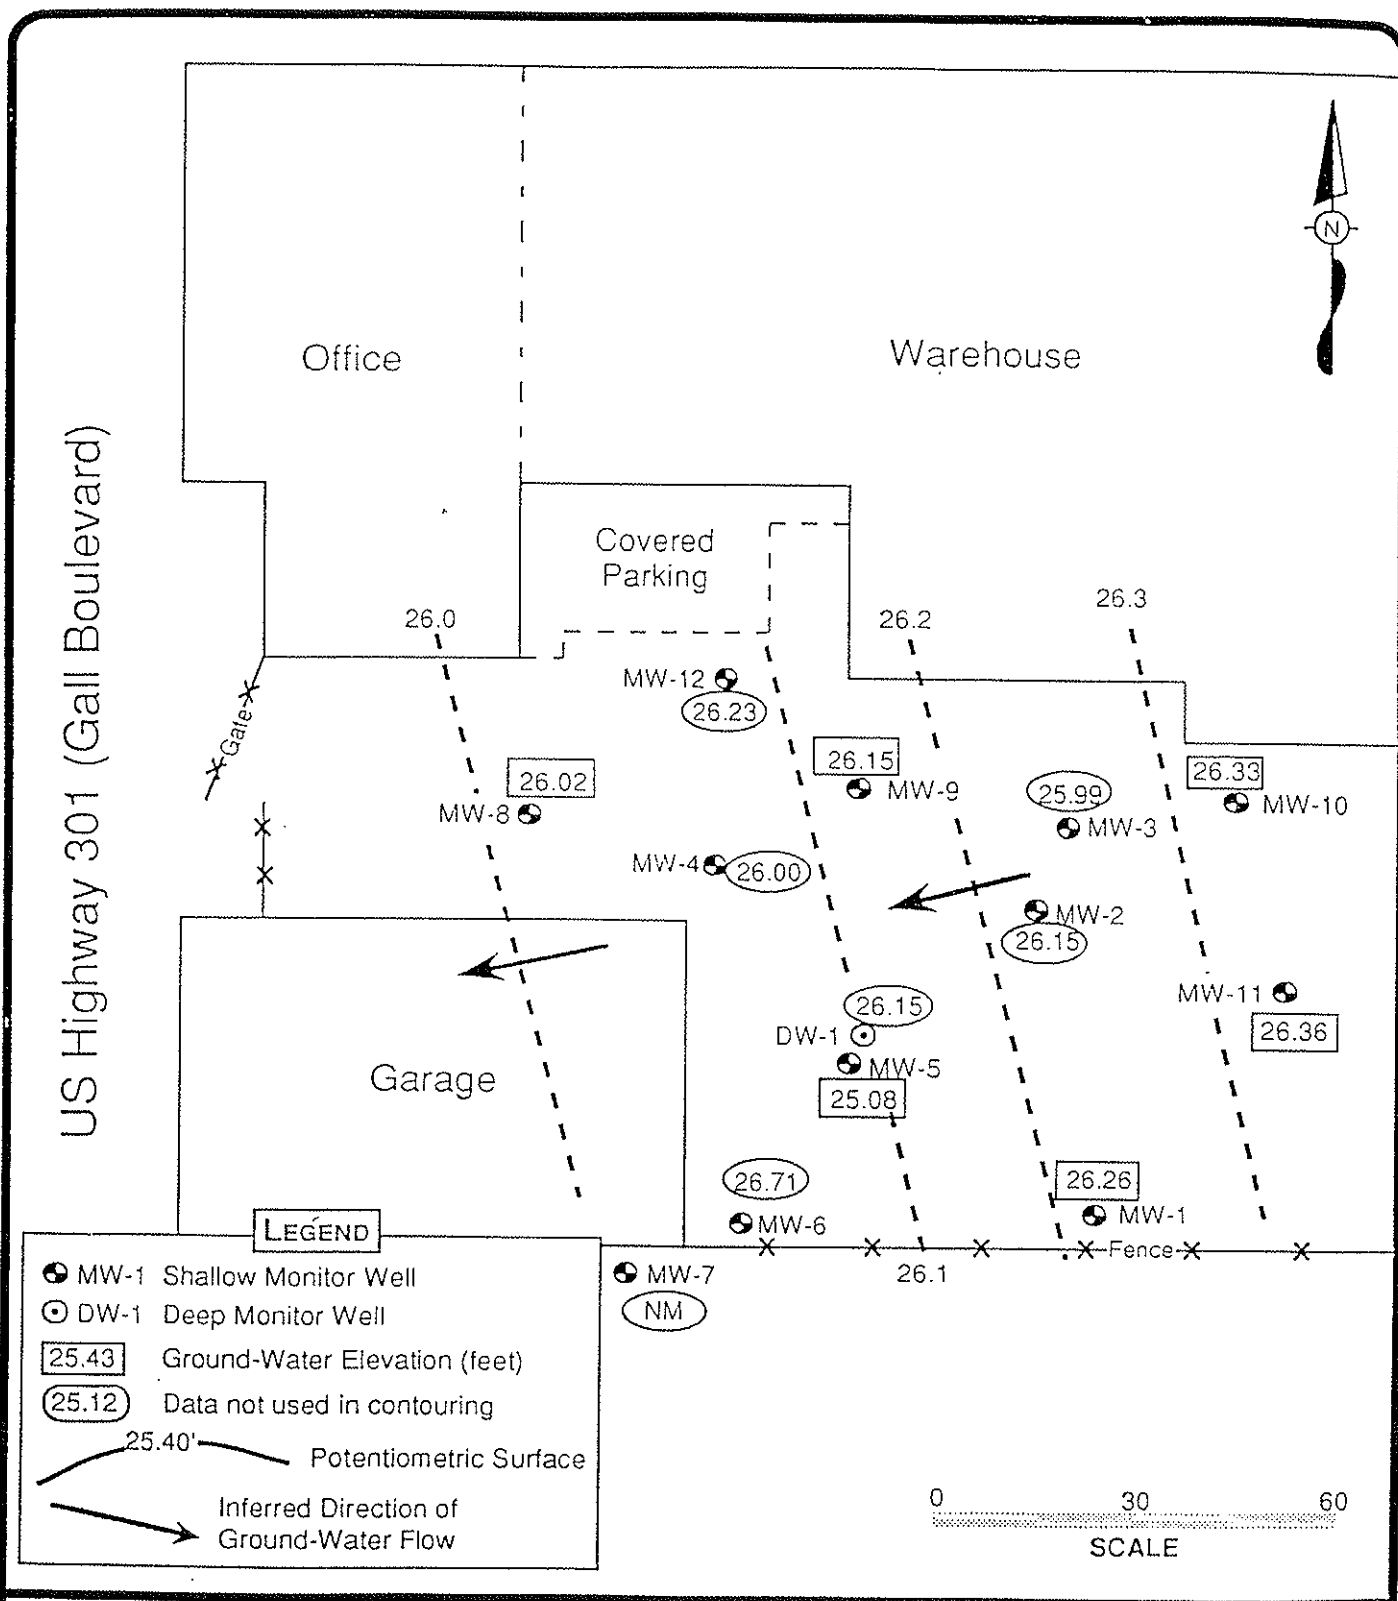 N
Office
Warehouse
US Highway 301 (Gall Boulevard)
Covered
Parking
26.0
26.2
26.3
MW-12
26.23
Gate
26.02
MW-8
26.15
MW-9
25.99
MW-3
26.33
MW-10
MW-4
26.00
MW-2
26.15
MW-11
26.36
26.15
DW-1
MW-5
25.08
Garage
26.71
MW-6
26.26
MW-1
Fence
26.1
MW-7
NM
LEGEND
MW-1 Shallow Monitor Well
DW-1 Deep Monitor Well
25.43 Ground-Water Elevation (feet)
25.12 Data not used in contouring
25.40' Potentiometric Surface
Inferred Direction of
Ground-Water Flow
0 30 60
SCALE